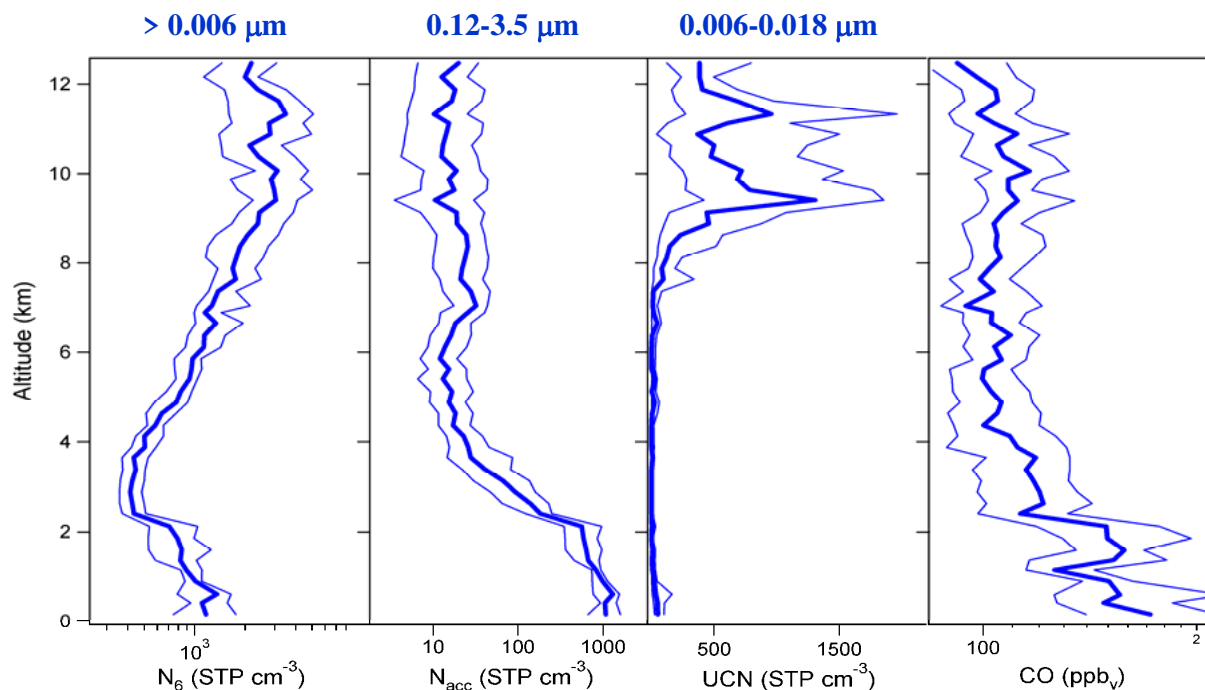 > 0.006 µm
0.12-3.5 µm
0.006-0.018 µm
Altitude (km)
12
10
8
6
4
2
0
10³
N₆ (STP cm⁻³)
10
100
1000
Nacc (STP cm⁻³)
500
1500
UCN (STP cm⁻³)
100
2
CO (ppbᵥ)